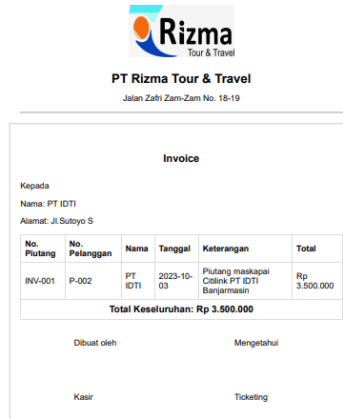 Rizma
Tour & Travel
PT Rizma Tour & Travel
Jalan Zafri Zam-Zam No. 18-19
Invoice
Kepada
Nama: PT IDTI
Alamat: Jl.Sutoyo S
No. Piutang No. Pelanggan Nama Tanggal Keterangan Total
INV-001 P-002 PT IDTI 2023-10-03 Piutang maskapai Citilink PT IDTI Banjarmasin Rp 3.500.000
Total Keseluruhan: Rp 3.500.000
Dibuat oleh Mengetahui
Kasir Ticketing